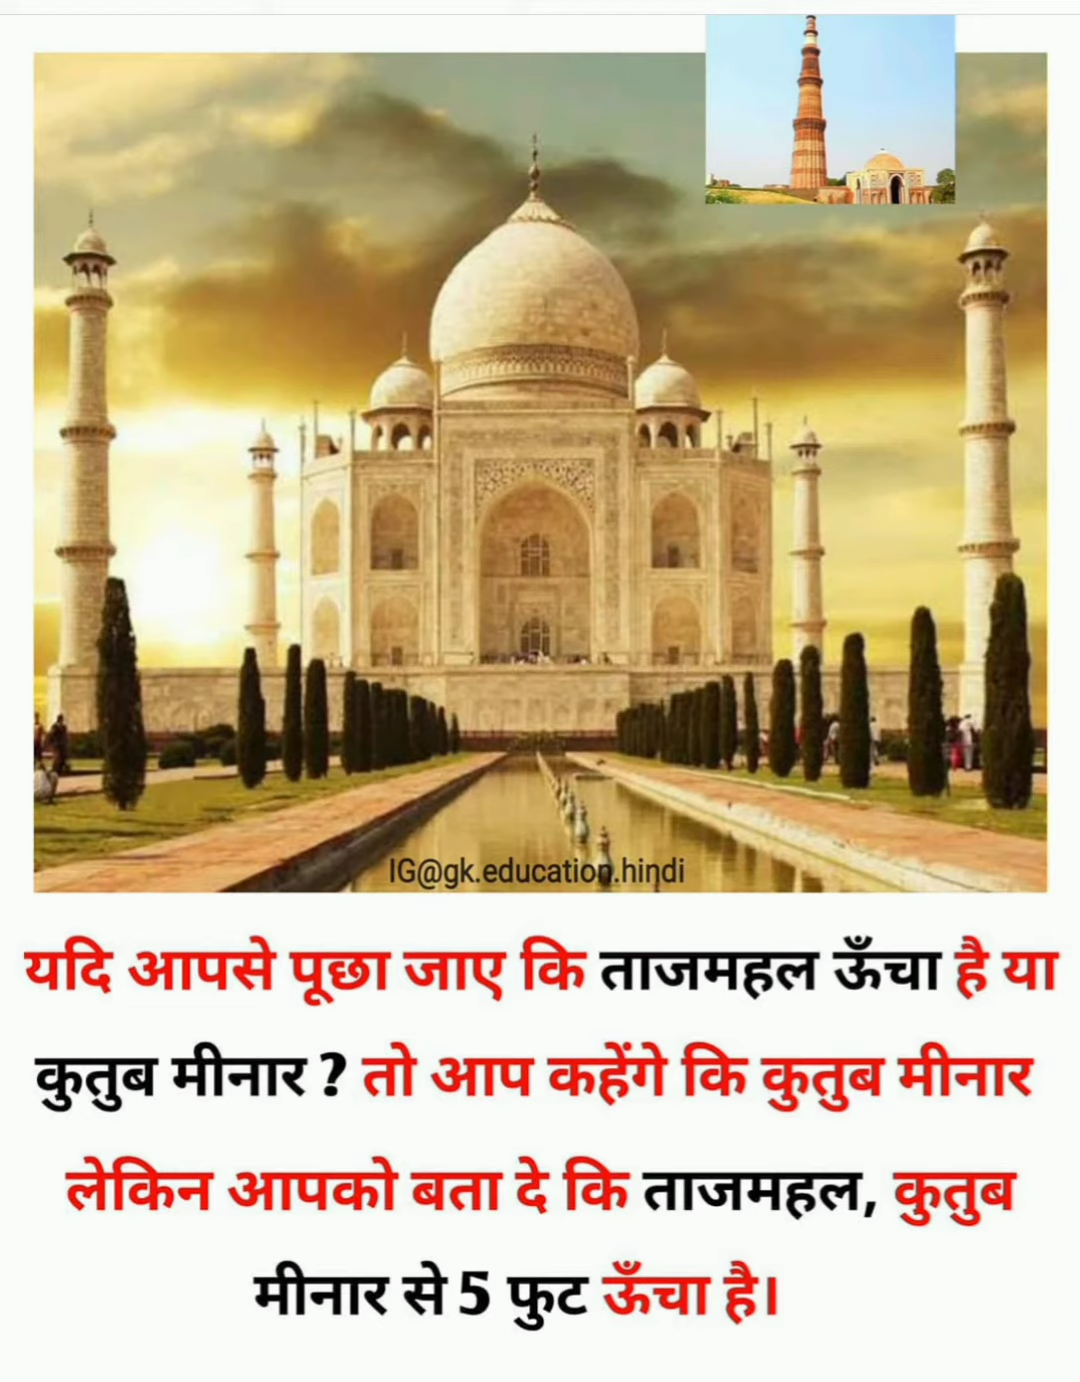 IG@gk.education.hindi
यदि आपसे पूछा जाए कि ताजमहल ऊँचा है या
कुतुब मीनार ? तो आप कहेंगे कि कुतुब मीनार
लेकिन आपको बता दे कि ताजमहल, कुतुब
मीनार से 5 फुट ऊँचा है।